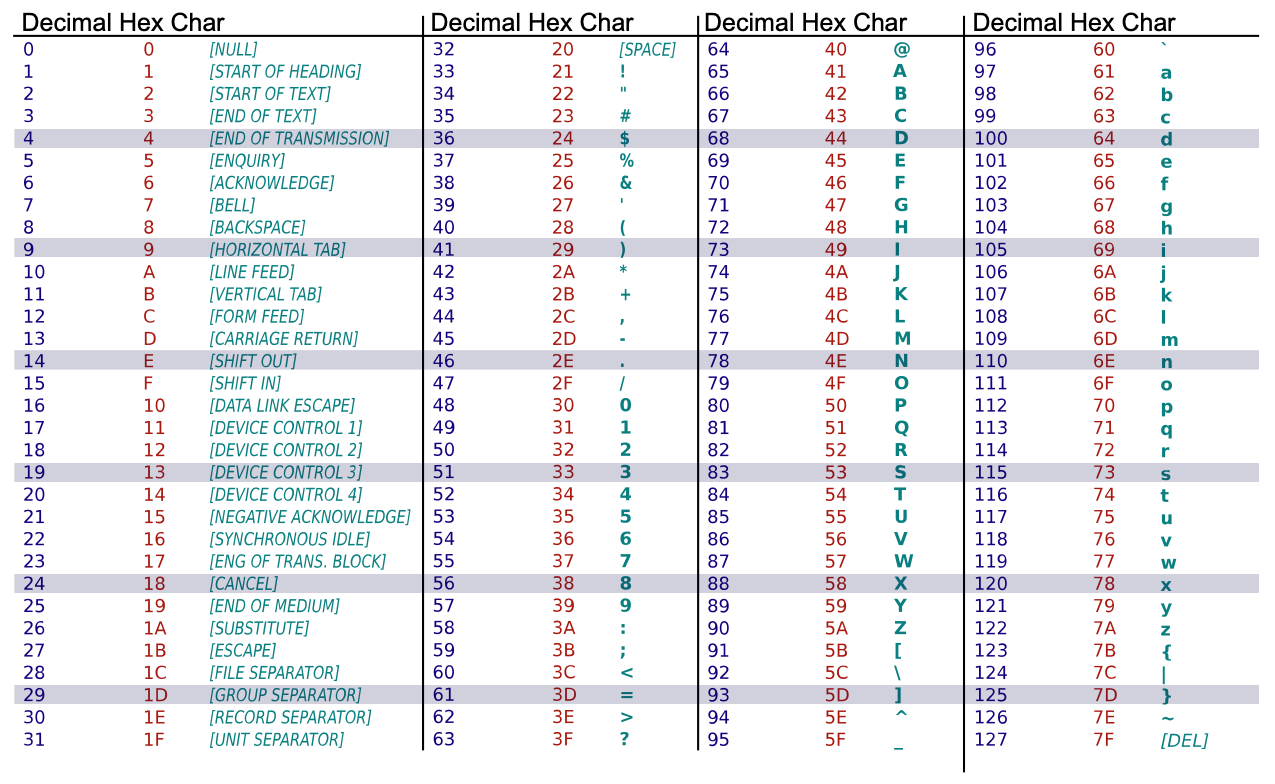 Decimal Hex Char Decimal Hex Char Decimal Hex Char Decimal Hex Char
0 0 [NULL] 32 20 [SPACE] 64 40 @ 96 60 `
1 1 [START OF HEADING] 33 21 ! 65 41 A 97 61 a
2 2 [START OF TEXT] 34 22 " 66 42 B 98 62 b
3 3 [END OF TEXT] 35 23 # 67 43 C 99 63 c
4 4 [END OF TRANSMISSION] 36 24 $ 68 44 D 100 64 d
5 5 [ENQUIRY] 37 25 % 69 45 E 101 65 e
6 6 [ACKNOWLEDGE] 38 26 & 70 46 F 102 66 f
7 7 [BELL] 39 27 ' 71 47 G 103 67 g
8 8 [BACKSPACE] 40 28 ( 72 48 H 104 68 h
9 9 [HORIZONTAL TAB] 41 29 ) 73 49 I 105 69 i
10 A [LINE FEED] 42 2A * 74 4A J 106 6A j
11 B [VERTICAL TAB] 43 2B + 75 4B K 107 6B k
12 C [FORM FEED] 44 2C , 76 4C L 108 6C l
13 D [CARRIAGE RETURN] 45 2D - 77 4D M 109 6D m
14 E [SHIFT OUT] 46 2E . 78 4E N 110 6E n
15 F [SHIFT IN] 47 2F / 79 4F O 111 6F o
16 10 [DATA LINK ESCAPE] 48 30 0 80 50 P 112 70 p
17 11 [DEVICE CONTROL 1] 49 31 1 81 51 Q 113 71 q
18 12 [DEVICE CONTROL 2] 50 32 2 82 52 R 114 72 r
19 13 [DEVICE CONTROL 3] 51 33 3 83 53 S 115 73 s
20 14 [DEVICE CONTROL 4] 52 34 4 84 54 T 116 74 t
21 15 [NEGATIVE ACKNOWLEDGE] 53 35 5 85 55 U 117 75 u
22 16 [SYNCHRONOUS IDLE] 54 36 6 86 56 V 118 76 v
23 17 [ENG OF TRANS. BLOCK] 55 37 7 87 57 W 119 77 w
24 18 [CANCEL] 56 38 8 88 58 X 120 78 x
25 19 [END OF MEDIUM] 57 39 9 89 59 Y 121 79 y
26 1A [SUBSTITUTE] 58 3A : 90 5A Z 122 7A z
27 1B [ESCAPE] 59 3B ; 91 5B [ 123 7B {
28 1C [FILE SEPARATOR] 60 3C < 92 5C \ 124 7C |
29 1D [GROUP SEPARATOR] 61 3D = 93 5D ] 125 7D }
30 1E [RECORD SEPARATOR] 62 3E > 94 5E ^ 126 7E ~
31 1F [UNIT SEPARATOR] 63 3F ? 95 5F _ 127 7F [DEL]